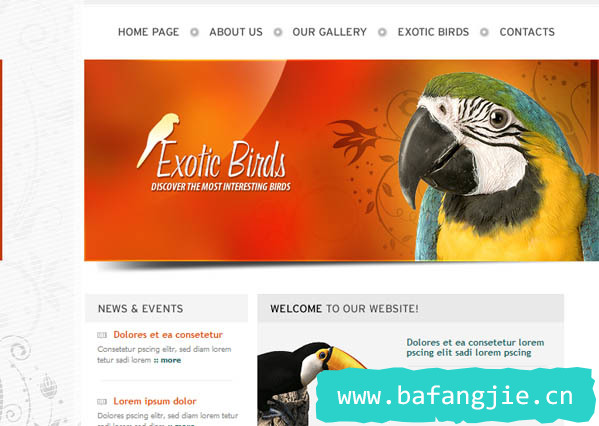 HOME PAGE ABOUT US OUR GALLERY EXOTIC BIRDS CONTACTS
Exotic Birds
DISCOVER THE MOST INTERESTING BIRDS
NEWS & EVENTS
Dolores et ea consetetur
Consetetur pscing elitr, sed diam lorem
tetur sadi lorem :: more
Lorem ipsum dolor
Dolores consetetur pscing elitr, sed
diam lorem :: more
WELCOME TO OUR WEBSITE!
Dolores et ea consetetur lorem
pscing elit sadi lorem pscing
www.bafangjie.cn